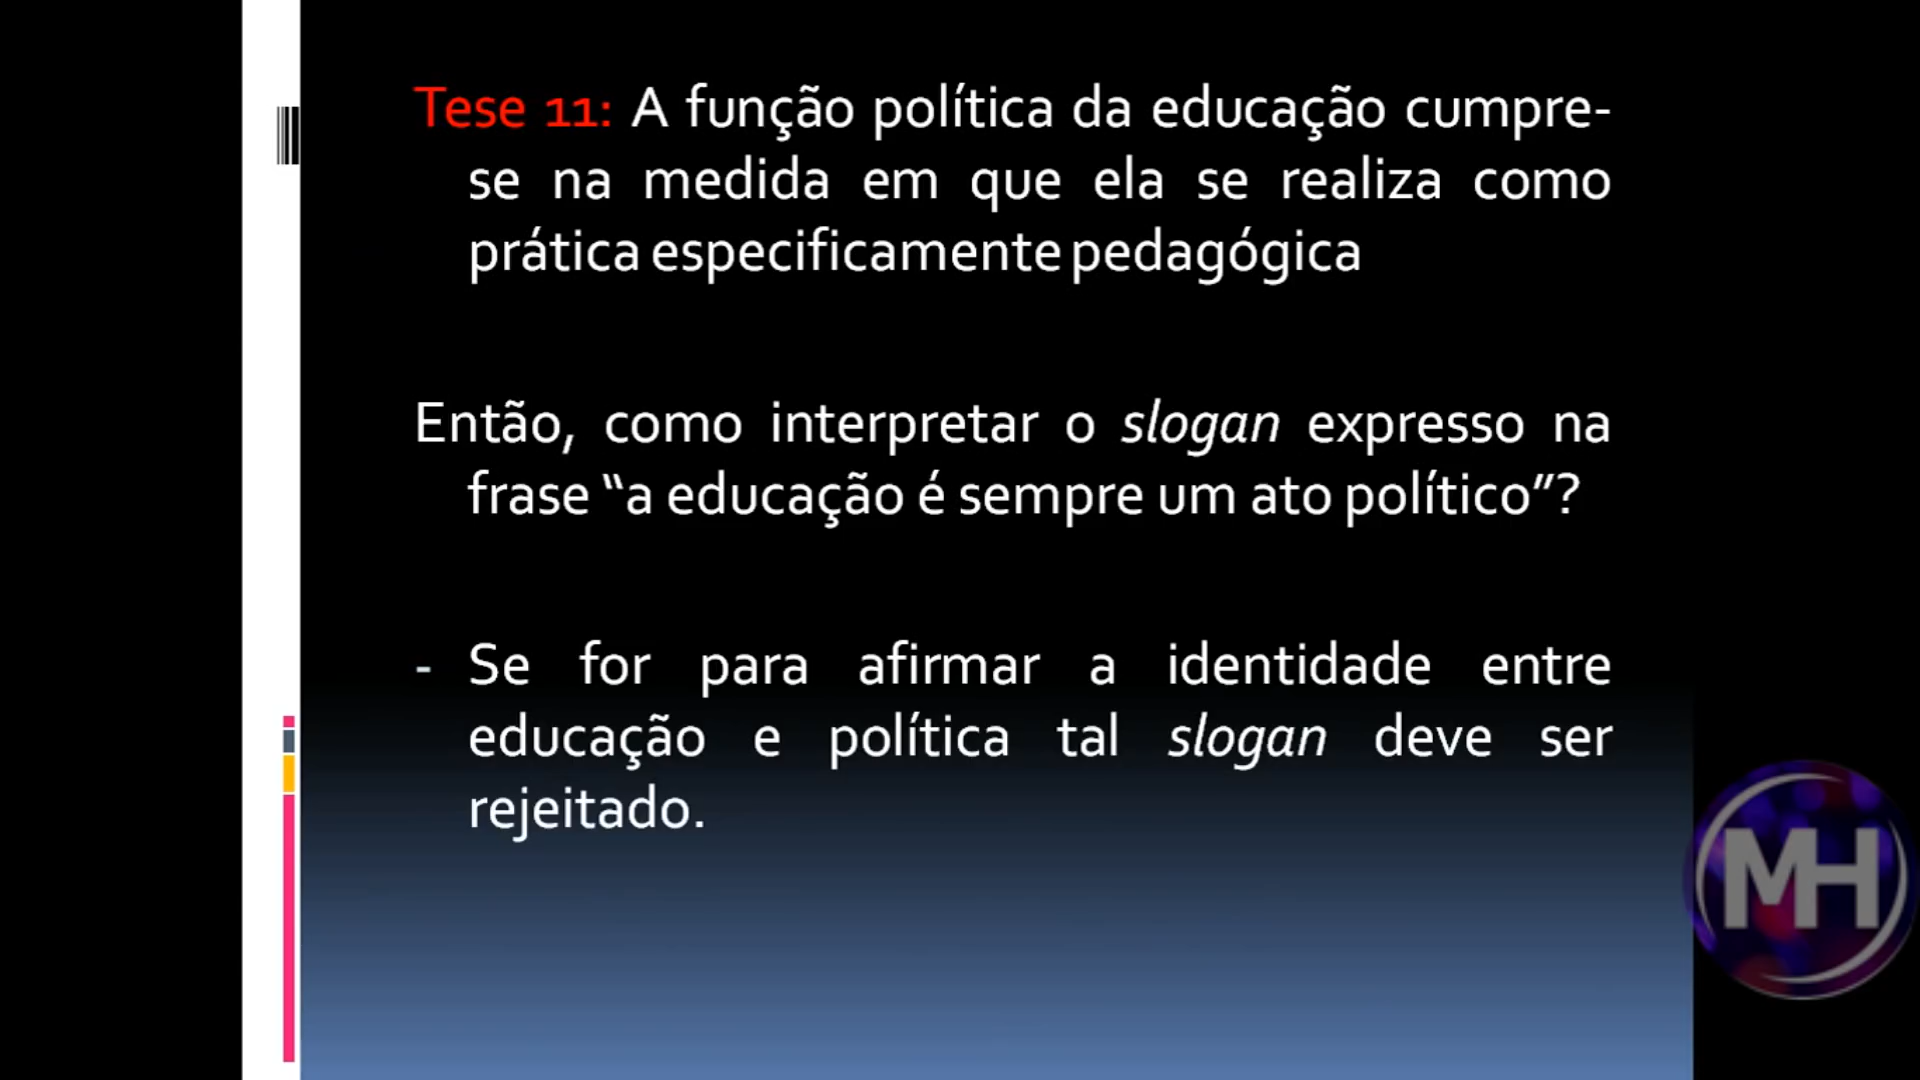 Tese 11: A função política da educação cumpre-
se na medida em que ela se realiza como
prática especificamente pedagógica
Então, como interpretar o slogan expresso na
frase “a educação é sempre um ato político”?
- Se for para afirmar a identidade entre
educação e política tal slogan deve ser
rejeitado.
MH